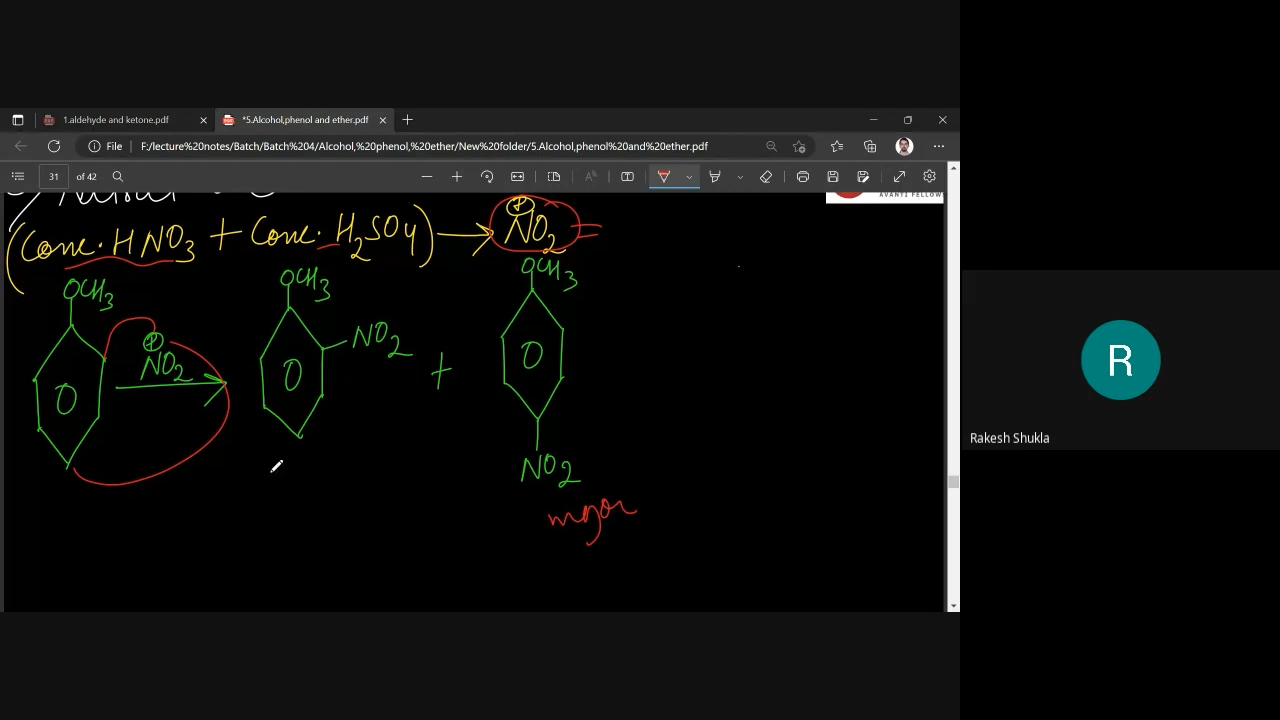 1.aldehyde and ketone.pdf
*5.Alcohol,phenol and ether.pdf
File
F:/lecture%20notes/Batch/Batch%204/Alcohol,%20phenol,%20ether/New%20folder/5.Alcohol,phenol%20and%20ether.pdf
31 of 42
AVANTI FELLOW
(Conc. HNO3 + Conc. H2SO4) → NO2 ⊕
OCH3 OCH3 OCH3
⊕ NO2
NO2 +
NO2
mjor
R
Rakesh Shukla